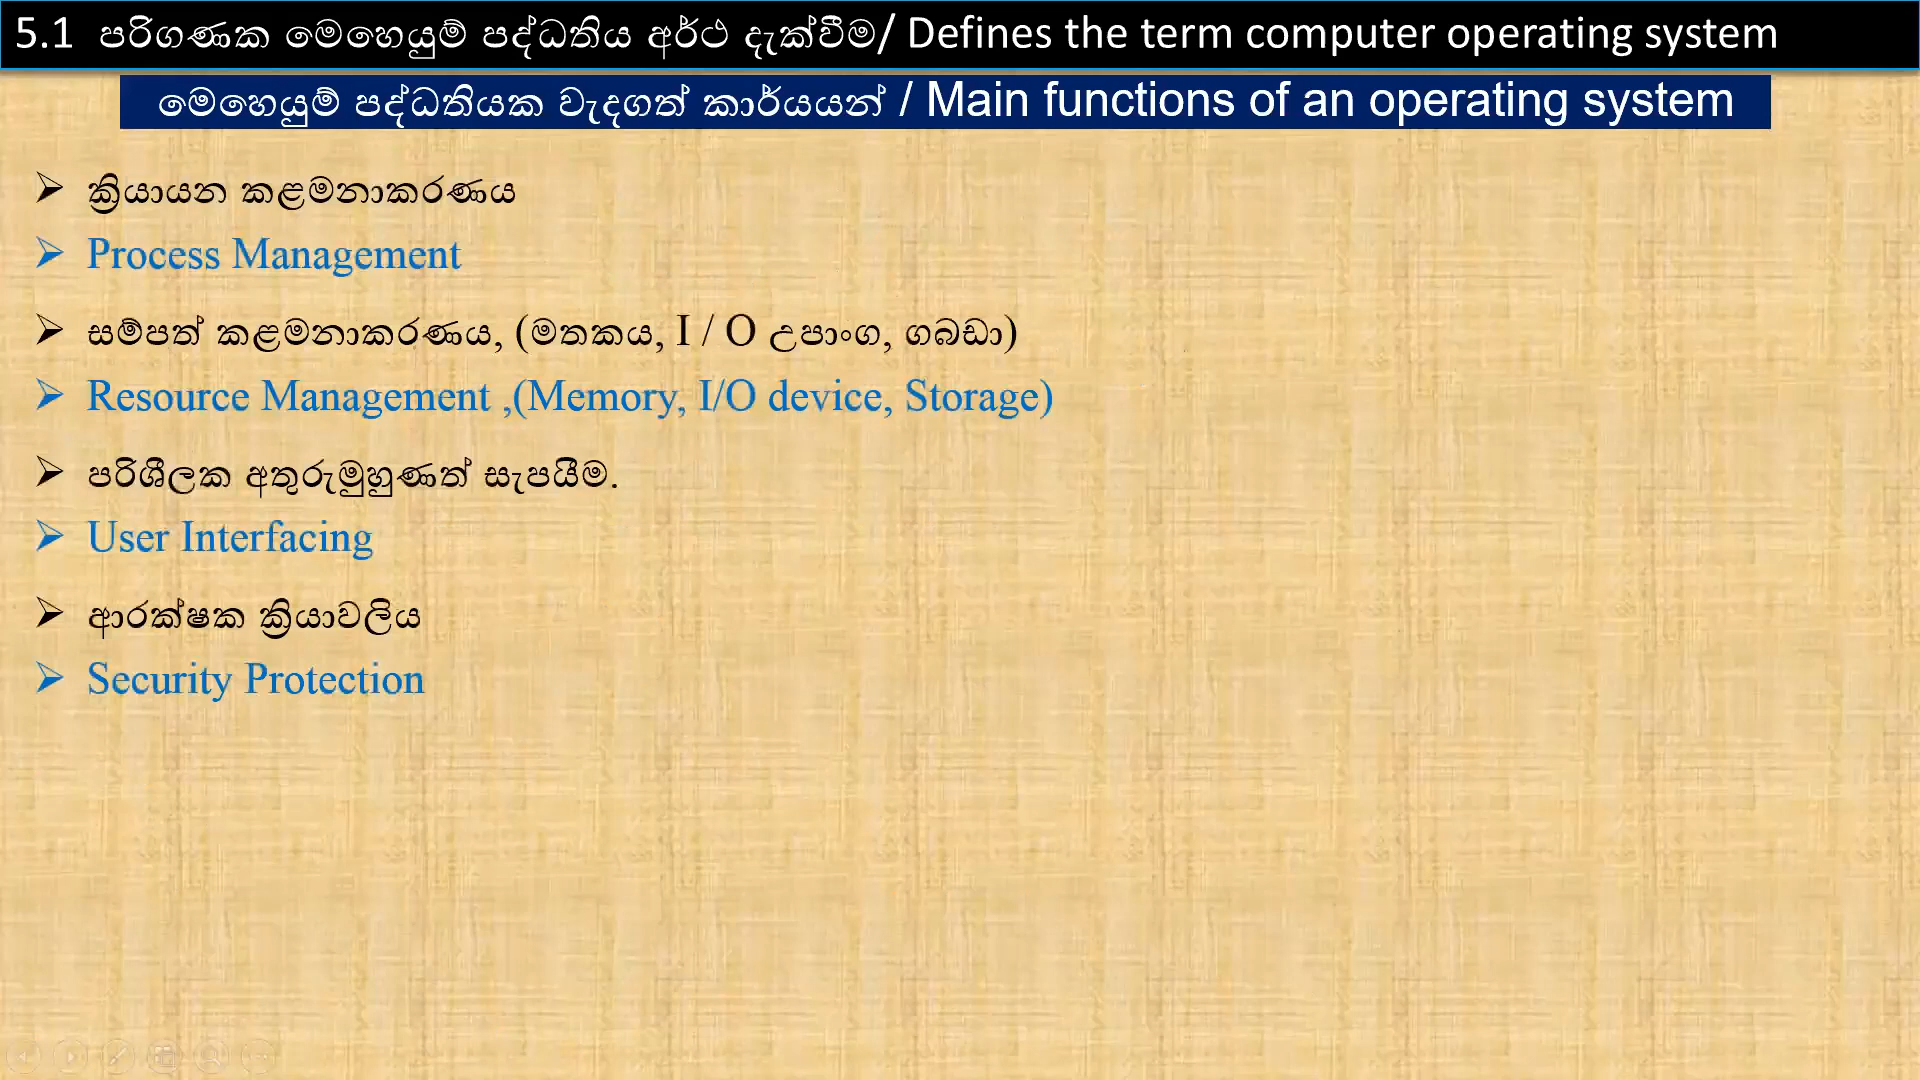 5.1 පරිගණක මෙහෙයුම් පද්ධතිය අර්ථ දැක්වීම/ Defines the term computer operating system
මෙහෙයුම් පද්ධතියක වැදගත් කාර්යයන් / Main functions of an operating system
➢ ක්‍රියායන කළමනාකරණය
➢ Process Management
➢ සම්පත් කළමනාකරණය, (මතකය, I / O උපාංග, ගබඩා)
➢ Resource Management ,(Memory, I/O device, Storage)
➢ පරිශීලක අතුරුමුහුණත් සැපයීම.
➢ User Interfacing
➢ ආරක්ෂක ක්‍රියාවලිය
➢ Security Protection